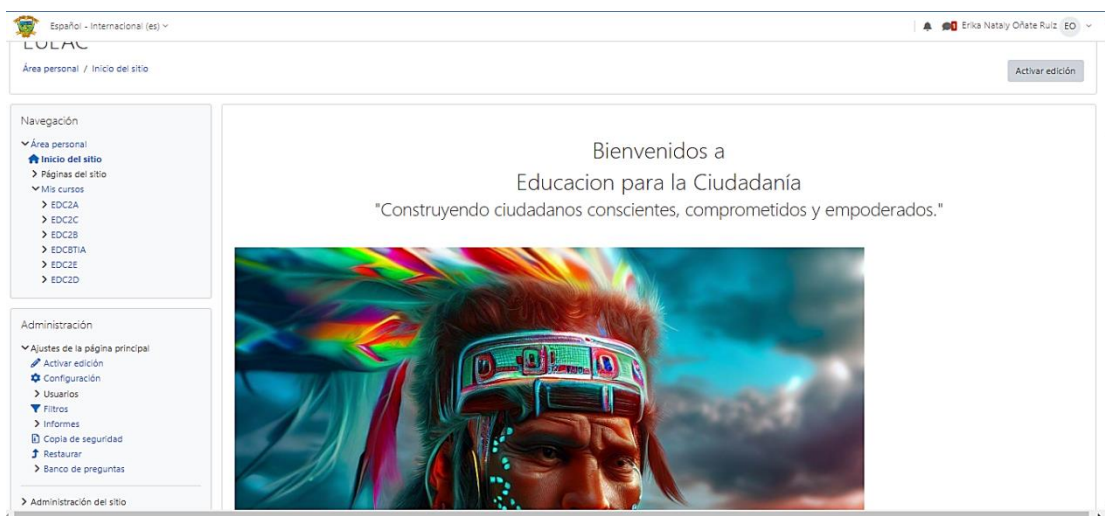 Español - Internacional (es)
1 Erika Nataly Oñate Ruiz EO
Área personal / Inicio del sitio
Activar edición
Navegación
Área personal
Inicio del sitio
Páginas del sitio
Mis cursos
EDC2A
EDC2C
EDC2B
EDCBTIA
EDC2E
EDC2D
Administración
Ajustes de la página principal
Activar edición
Configuración
Usuarios
Filtros
Informes
Copia de seguridad
Restaurar
Banco de preguntas
Administración del sitio
Bienvenidos a
Educacion para la Ciudadanía
"Construyendo ciudadanos conscientes, comprometidos y empoderados."